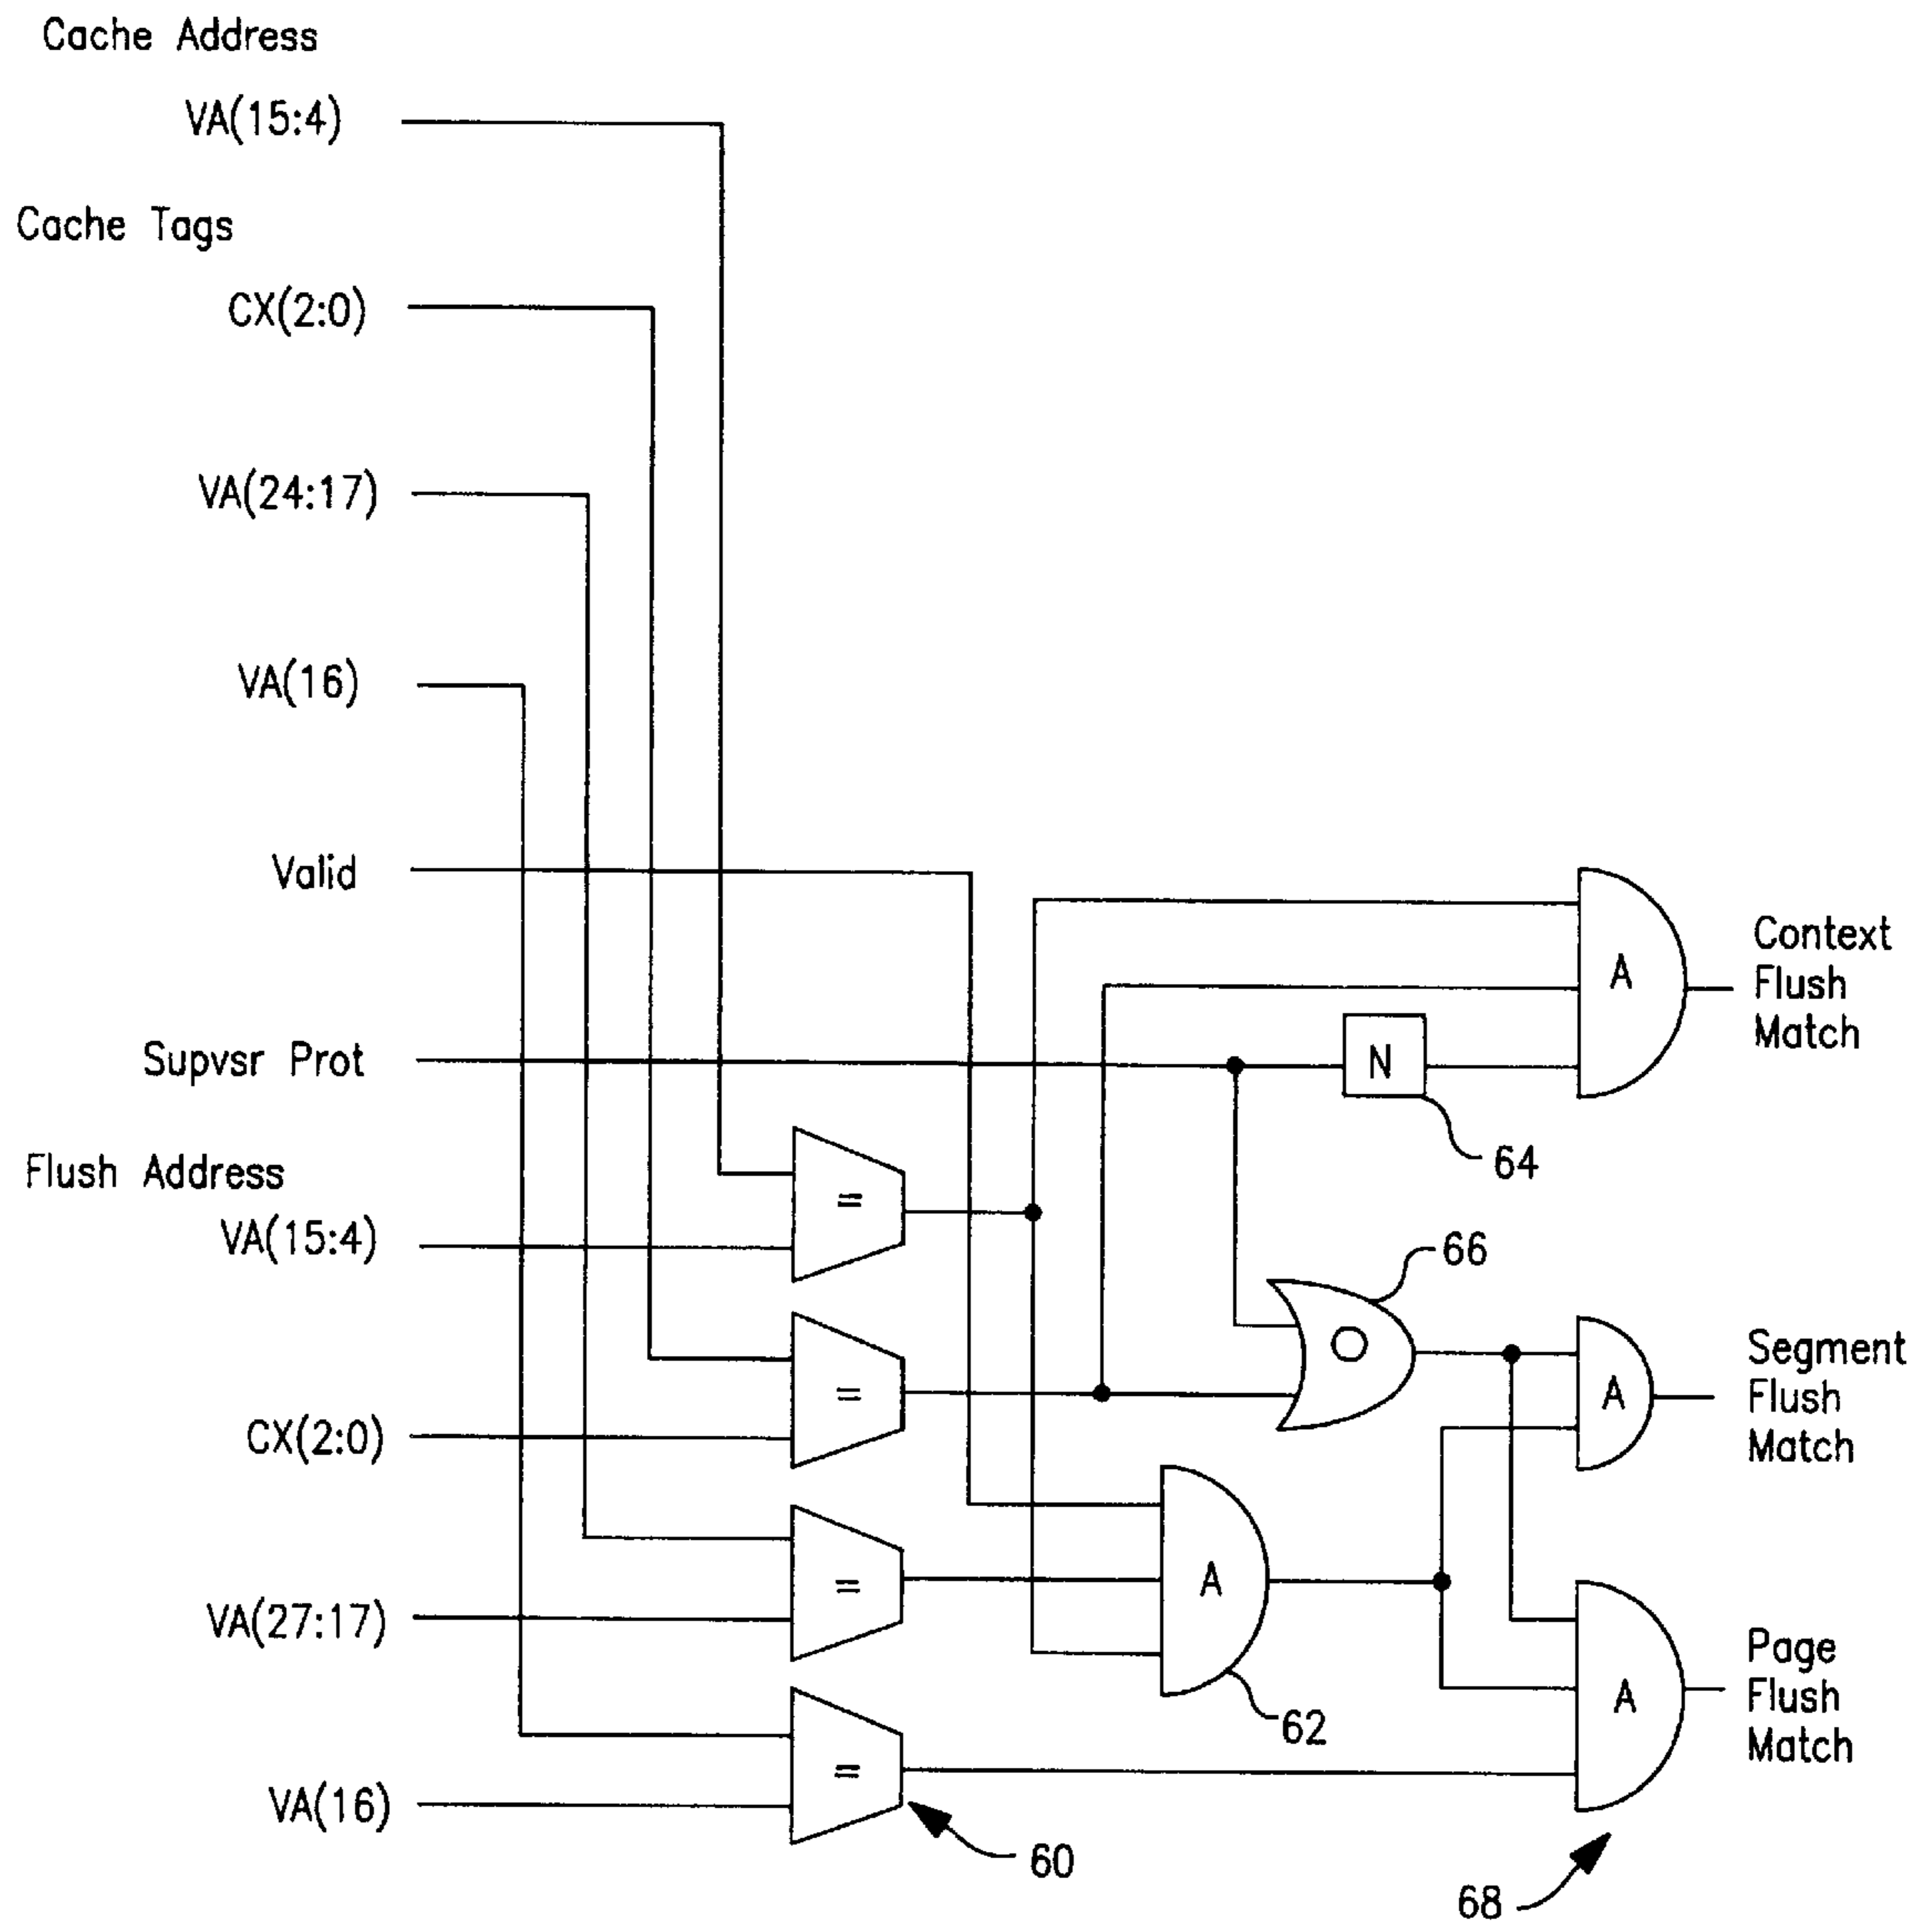 Cache Address
VA(15:4)
Cache Tags
CX(2:0)
VA(24:17)
VA(16)
Valid
Supvsr Prot
Flush Address
VA(15:4)
CX(2:0)
VA(27:17)
VA(16)
=
=
=
=
60
A
62
N
64
O
66
A
Context
Flush
Match
A
Segment
Flush
Match
A
Page
Flush
Match
68